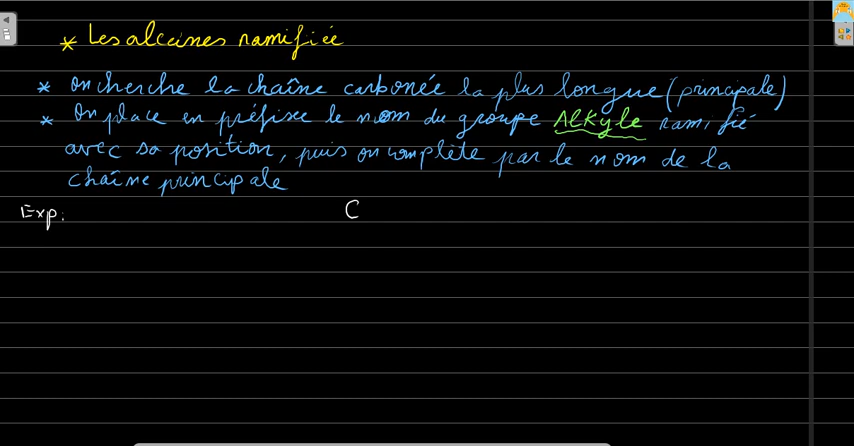 * Les alcanes ramifiée
* On cherche la chaîne carbonée la plus longue (principale)
* On place en préfixe le nom du groupe Alkyle ramifié
avec sa position, puis on complète par le nom de la
chaîne principale
Exp: C